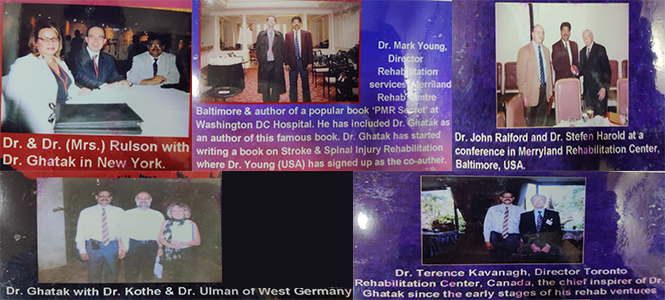 Dr. & Dr. (Mrs.) Rulson with
Dr. Ghatak in New York.
Dr. Mark Young,
Director
Rehabilitation
services Merriland
Rehab Centre
Baltimore & author of a popular book 'PMR Secret' at
Washington DC Hospital. He has included Dr. Ghatak as
an author of this famous book. Dr. Ghatak has started
writing a book on Stroke & Spinal Injury Rehabilitation
where Dr. Young (USA) has signed up as the co-auther.
Dr. John Ralford and Dr. Stefen Harold at a
conference in Merryland Rehabilitation Center,
Baltimore, USA.
Dr. Ghatak with Dr. Kothe & Dr. Ulman of West Germany
Dr. Terence Kavanagh, Director Toronto
Rehabilitation Center, Canada, the chief inspirer of Dr
Ghatak since the early stages of his rehab ventures